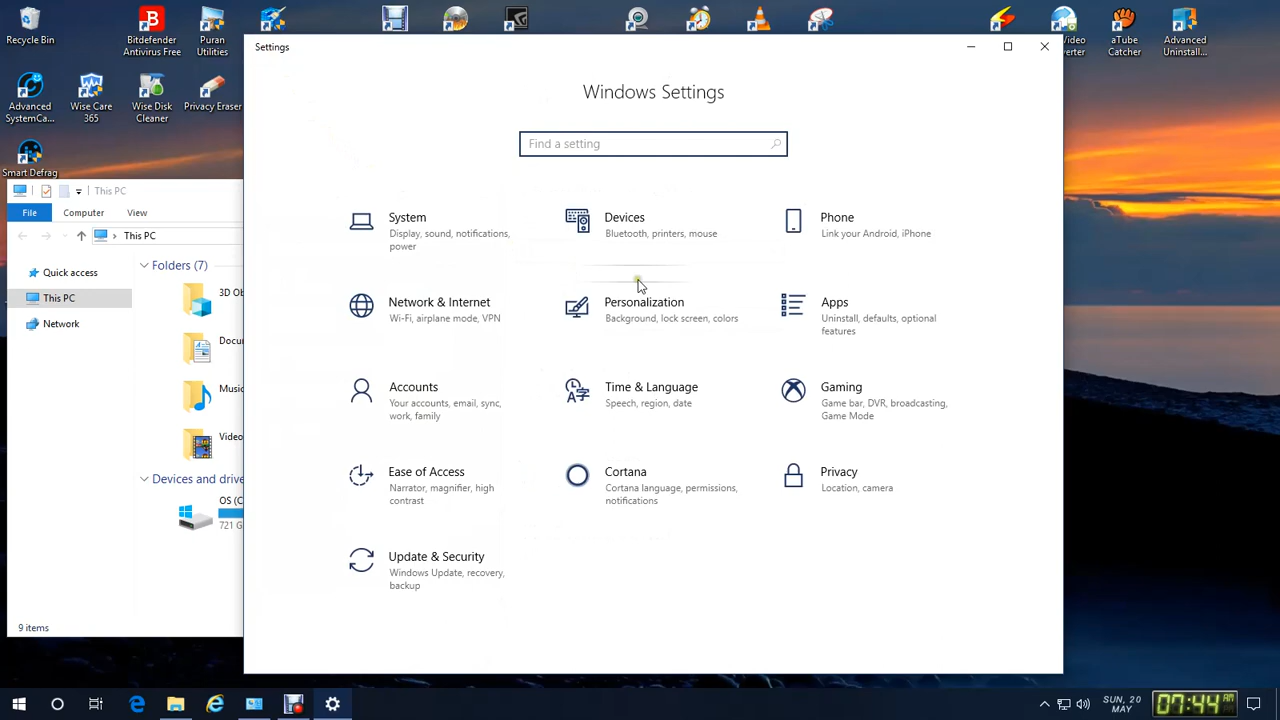 Recycle Bin
Bitdefender
Antivirus Free
Puran
Utilities
Video
erter
aTube
Catcher
Advanced
Uninstall...
Advanced
SystemCa...
Wise Care
365
Wise Disk
Cleaner
Privacy Eraser
Smart Defrag
This PC
File
Computer
View
This PC
Quick access
This PC
Network
Folders (7)
3D Ob
Docu
Music
Video
Devices and drive
OS (C
721 G
9 items
Settings
Windows Settings
Find a setting
System
Display, sound, notifications,
power
Devices
Bluetooth, printers, mouse
Phone
Link your Android, iPhone
Network & Internet
Wi-Fi, airplane mode, VPN
Personalization
Background, lock screen, colors
Apps
Uninstall, defaults, optional
features
Accounts
Your accounts, email, sync,
work, family
Time & Language
Speech, region, date
Gaming
Game bar, DVR, broadcasting,
Game Mode
Ease of Access
Narrator, magnifier, high
contrast
Cortana
Cortana language, permissions,
notifications
Privacy
Location, camera
Update & Security
Windows Update, recovery,
backup
SUN, 20
MAY
07:44 AM